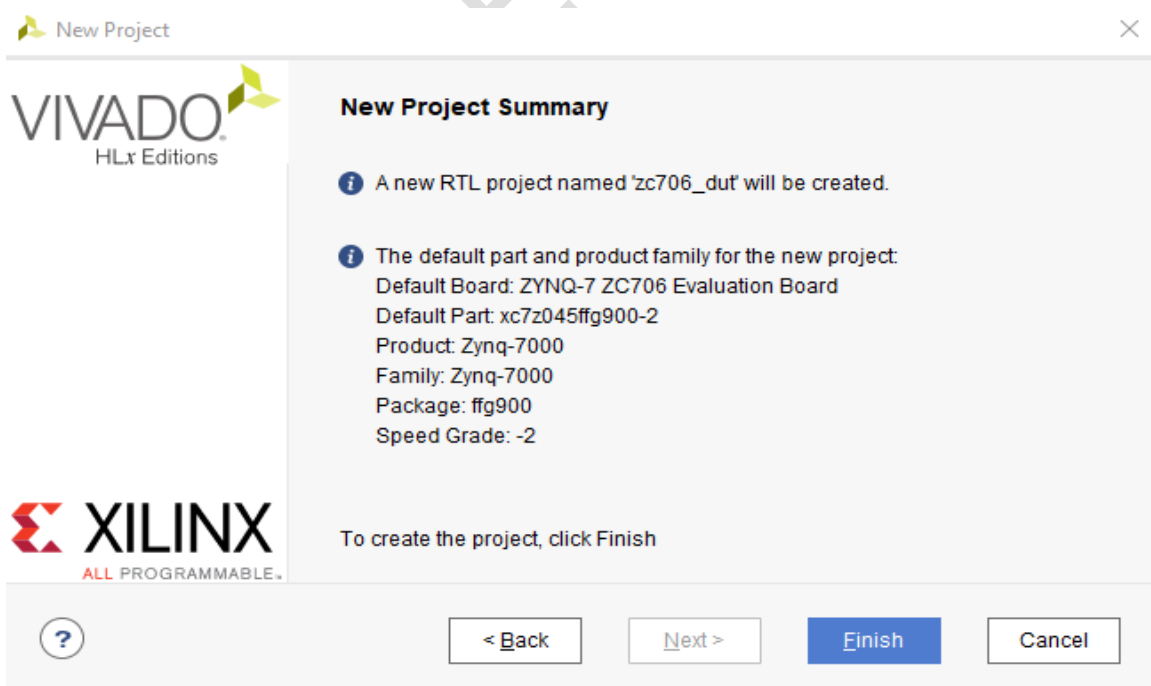 New Project
VIVADO.
HLx Editions
New Project Summary
A new RTL project named 'zc706_dut' will be created.
The default part and product family for the new project:
Default Board: ZYNQ-7 ZC706 Evaluation Board
Default Part: xc7z045ffg900-2
Product: Zynq-7000
Family: Zynq-7000
Package: ffg900
Speed Grade: -2
XILINX
ALL PROGRAMMABLE™
To create the project, click Finish
?
< Back
Next >
Finish
Cancel